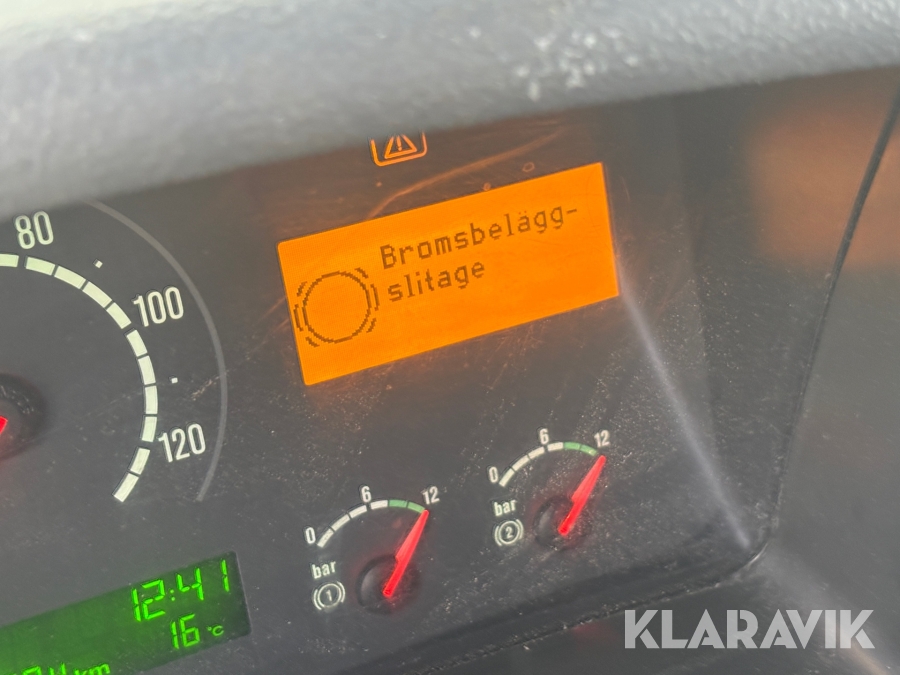 80
100
120
Bromsbelägg-
slitage
0 6 12
bar
1
0 6 12
bar
2
12:41
16 °C
km
KLARAVIK